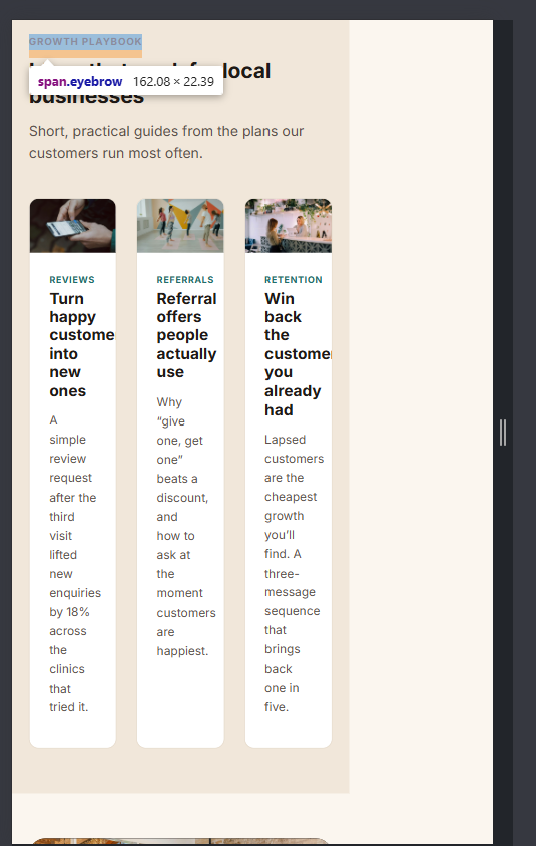 GROWTH PLAYBOOK
span.eyebrow 162.08 × 22.39
local
businesses
Short, practical guides from the plans our
customers run most often.
REVIEWS
Turn
happy
custome
into
new
ones
A
simple
review
request
after the
third
visit
lifted
new
enquiries
by 18%
across
the
clinics
that
tried it.
REFERRALS
Referral
offers
people
actually
use
Why
“give
one, get
one”
beats a
discount,
and
how to
ask at
the
moment
customers
are
happiest.
RETENTION
Win
back
the
custome
you
already
had
Lapsed
customers
are the
cheapest
growth
you’ll
find. A
three-
message
sequence
that
brings
back
one in
five.